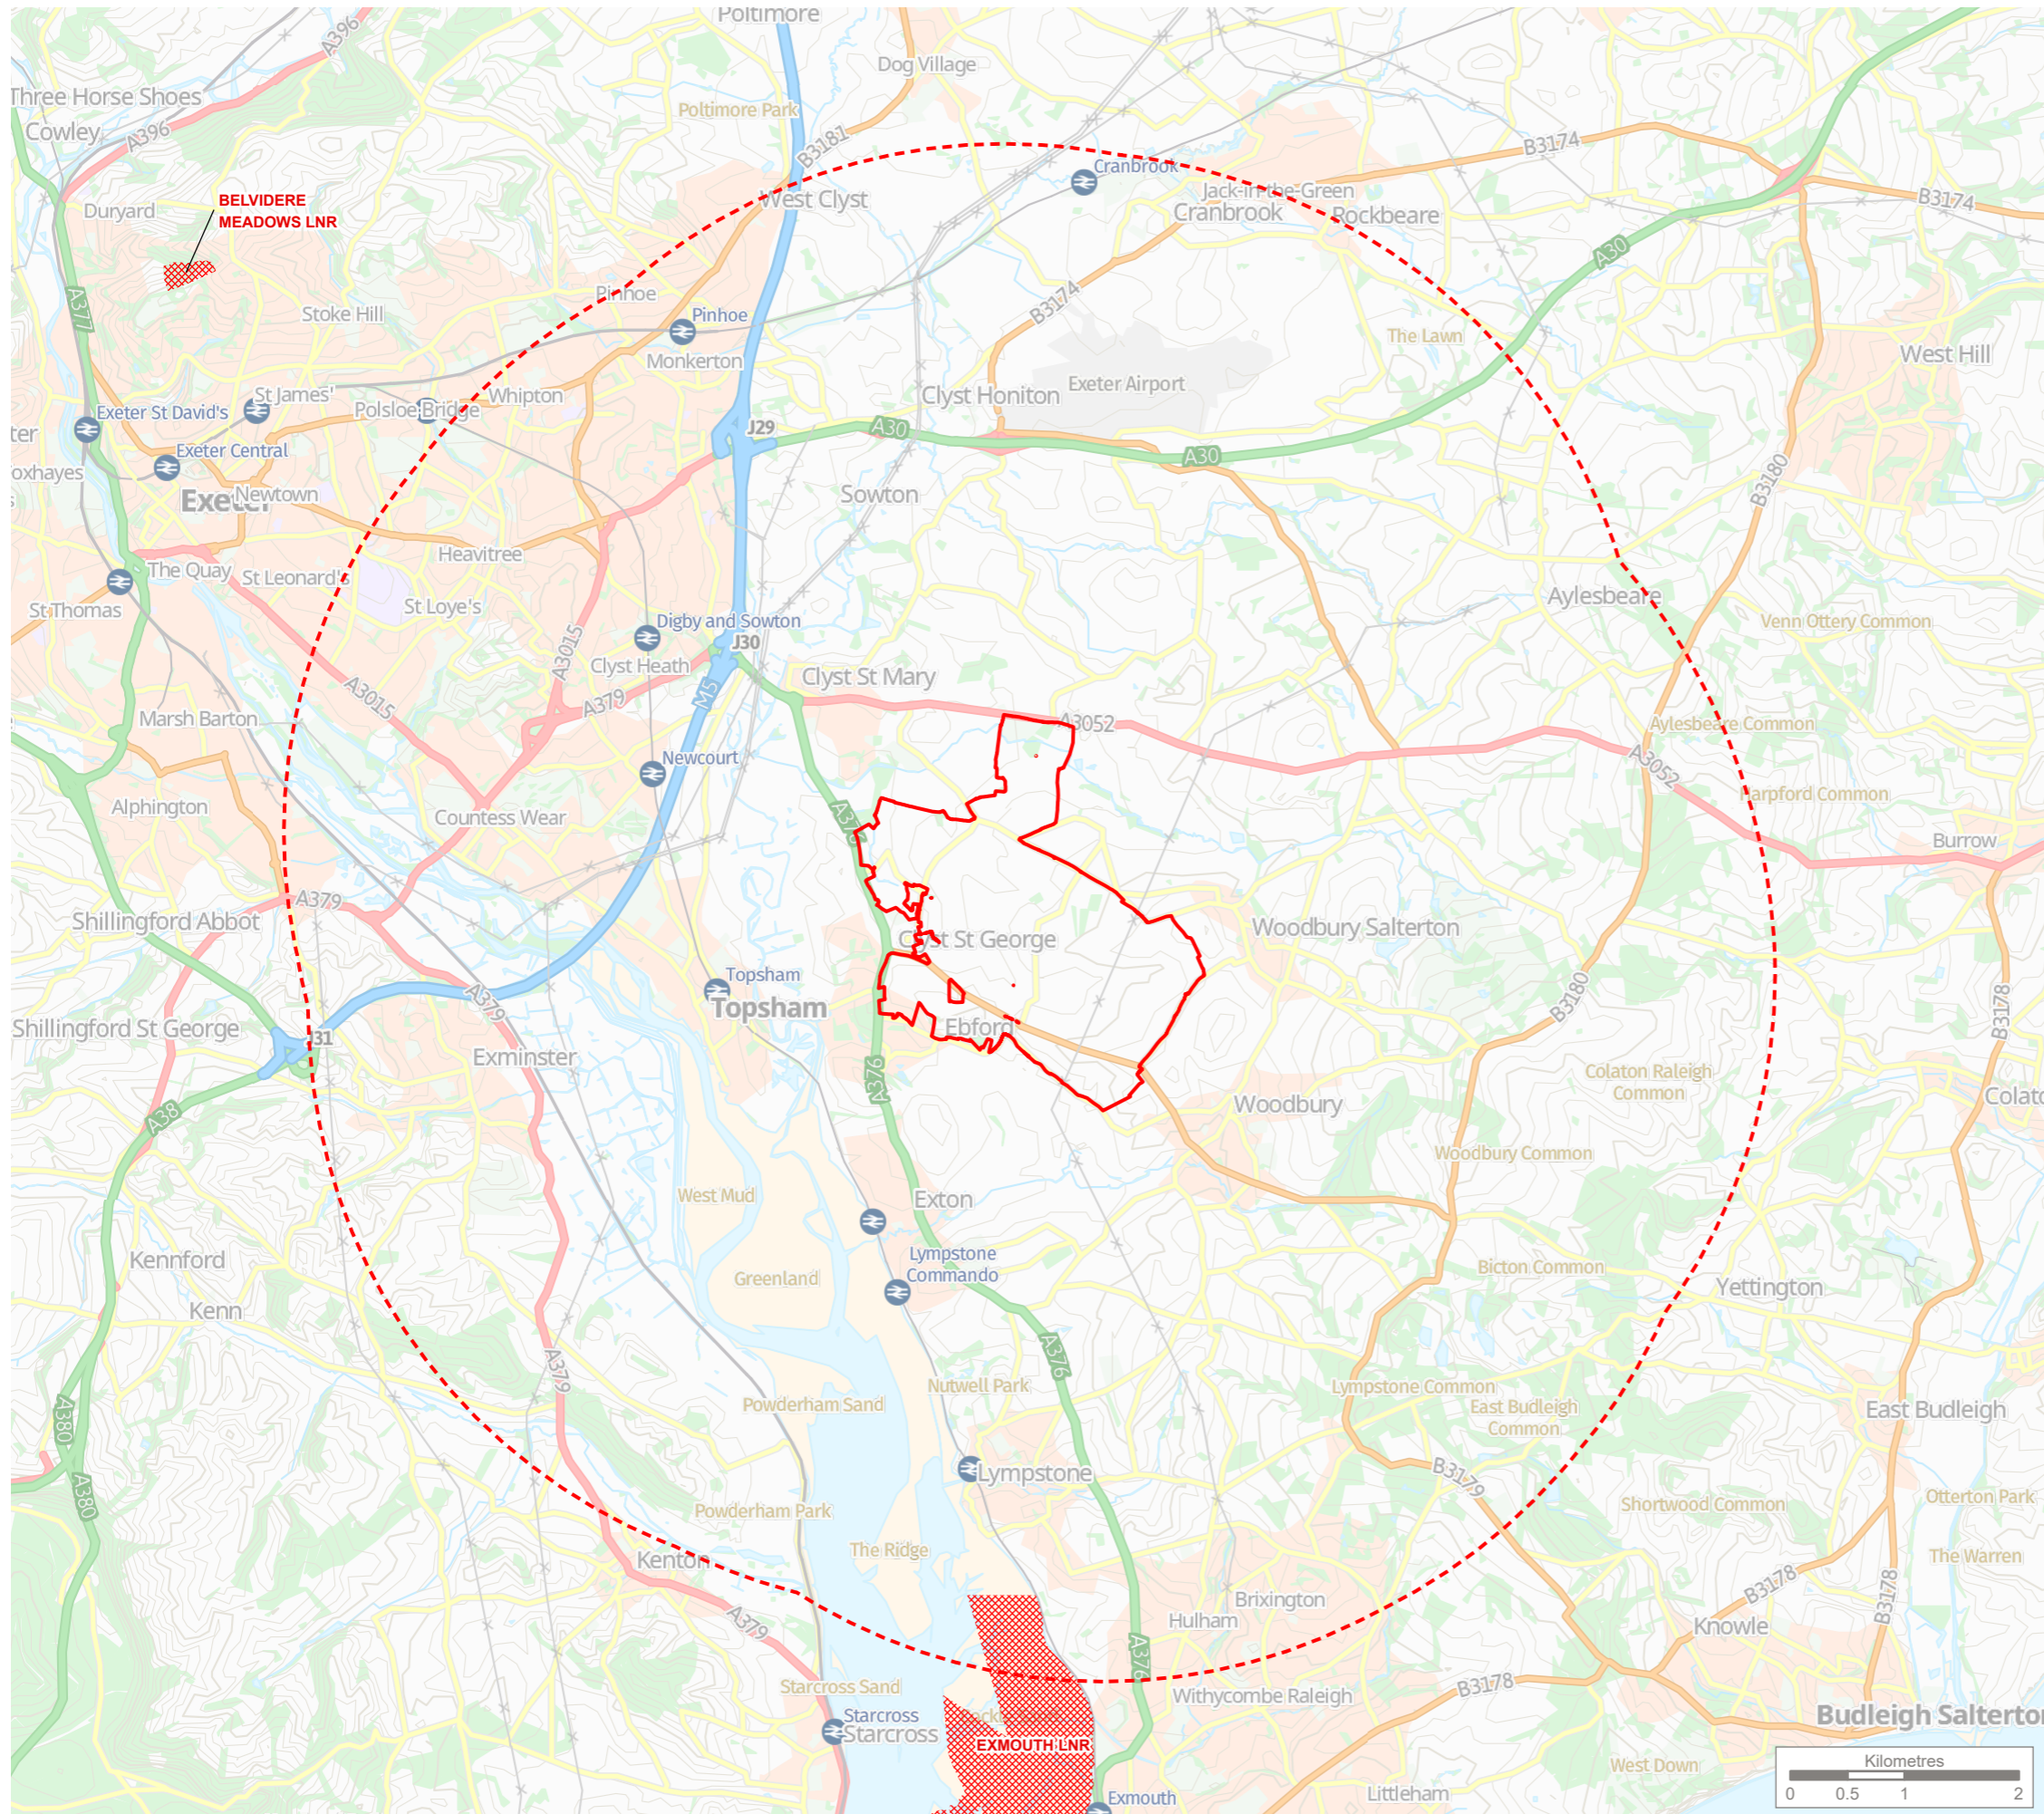 Poltimore
A396
Dog Village
Three Horse Shoes
Poltimore Park
Cowley
A396
B3181
B3174
Cranbrook
BELVIDERE
MEADOWS LNR
Duryard
West Clyst
Jack-in-the-Green
Cranbrook
Rockbeare
B3174
A30
Pinhoe
A377
Stoke Hill
Pinhoe
B3174
The Lawn
Monkerton
West Hill
Exeter Airport
Clyst Honiton
St James'
Whipton
Exeter St David's
Polsloe Bridge
J29
A30
ter
Exeter Central
A30
oxhayes
B3180
Exeter
Newtown
Sowton
Heavitree
The Quay
St Leonard's
St Thomas
St Loye's
Aylesbeare
Digby and Sowton
Venn Ottery Common
J30
A3015
Clyst Heath
Clyst St Mary
M5
A3015
A379
Marsh Barton
A3052
Aylesbeare Common
Newcourt
A3052
Harpford Common
Alphington
Countess Wear
A376
Burrow
A379
Shillingford Abbot
Woodbury Salterton
Clyst St George
Topsham
Topsham
A379
B3180
B3178
Shillingford St George
J31
Ebford
Exminster
A376
Colaton Raleigh
Common
A38
Woodbury
Colato
Woodbury Common
West Mud
Exton
Kennford
Lympstone
Commando
Greenland
Bicton Common
Yettington
Kenn
A376
A379
Nutwell Park
Lympstone Common
A380
Powderham Sand
East Budleigh
Common
East Budleigh
Lympstone
B3179
A380
Powderham Park
Shortwood Common
Otterton Park
The Ridge
Kenton
The Warren
B3178
B3178
Brixington
Hulham
Knowle
A379
A376
Starcross Sand
B3178
Withycombe Raleigh
Starcross
Starcross
Budleigh Salterton
EXMOUTH LNR
West Down
Kilometres
Exmouth
Littleham
0 0.5 1 2